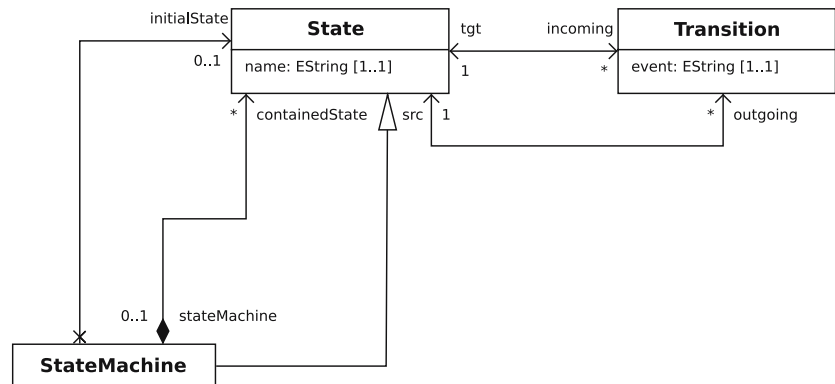 initialState
0..1
State
name: EString [1..1]
tgt
1
incoming
*
Transition
event: EString [1..1]
*
containedState
src
1
*
outgoing
0..1
stateMachine
StateMachine